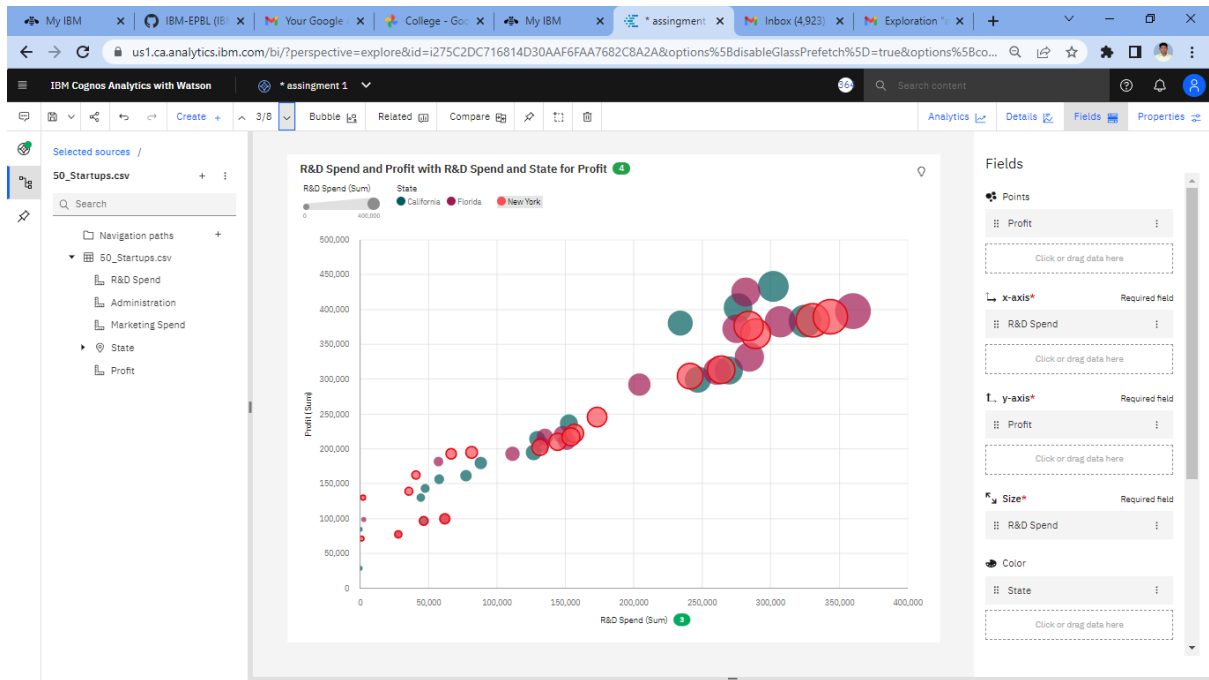 My IBM
IBM-EPBL (IB
Your Google
College - Goo
My IBM
* assingment
Inbox (4,923)
Exploration "
us1.ca.analytics.ibm.com/bi/?perspective=explore&id=i275C2DC716814D30AAF6FAA7682C8A2A&options%5BdisableGlassPrefetch%5D=true&options%5Bco...
IBM Cognos Analytics with Watson
* assingment 1
36+
Search content
Create +
3/8
Bubble
Related
Compare
Analytics
Details
Fields
Properties
Selected sources /
50_Startups.csv
Search
Navigation paths
50_Startups.csv
R&D Spend
Administration
Marketing Spend
State
Profit
R&D Spend and Profit with R&D Spend and State for Profit 4
R&D Spend (Sum)
0 400,000
State
California Florida New York
Profit (Sum)
500,000
450,000
400,000
350,000
300,000
250,000
200,000
150,000
100,000
50,000
0
0 50,000 100,000 150,000 200,000 250,000 300,000 350,000 400,000
R&D Spend (Sum) 3
Fields
Points
Profit
Click or drag data here
x-axis* Required field
R&D Spend
Click or drag data here
y-axis* Required field
Profit
Click or drag data here
Size* Required field
R&D Spend
Color
State
Click or drag data here